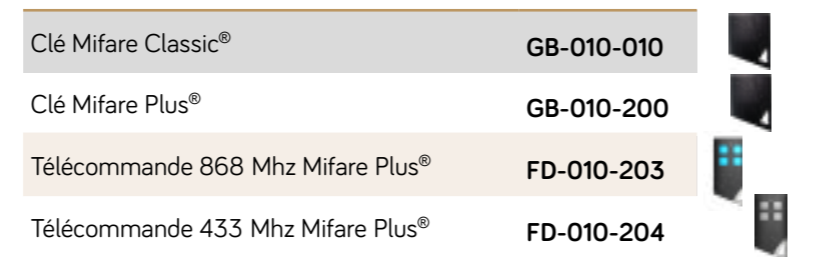 Clé Mifare Classic® GB-010-010
Clé Mifare Plus® GB-010-200
Télécommande 868 Mhz Mifare Plus® FD-010-203
Télécommande 433 Mhz Mifare Plus® FD-010-204